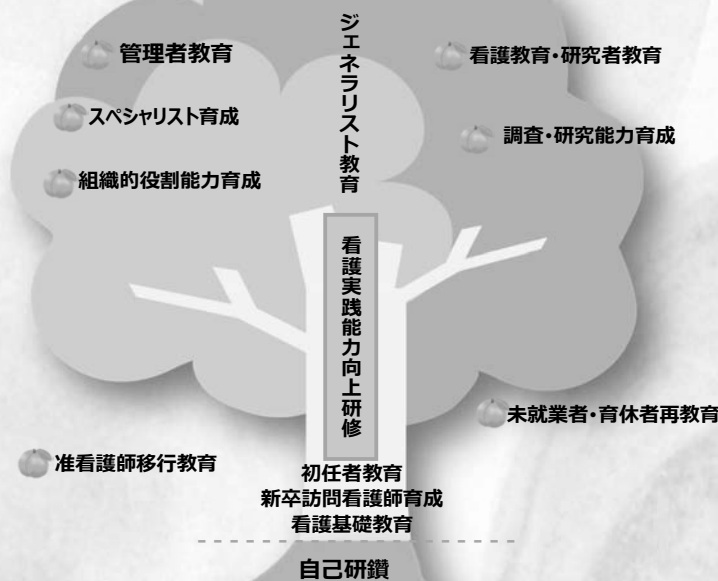 ジェネラリスト教育
管理者教育
看護教育・研究者教育
スペシャリスト育成
調査・研究能力育成
組織的役割能力育成
看護実践能力向上研修
未就業者・育休者再教育
准看護師移行教育
初任者教育
新卒訪問看護師育成
看護基礎教育
自己研鑽